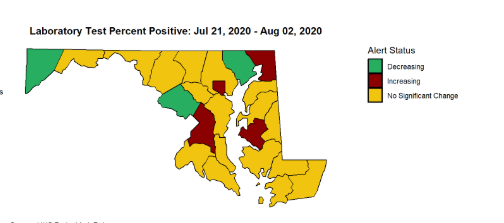 Laboratory Test Percent Positive: Jul 21, 2020 - Aug 02, 2020
Alert Status
Decreasing
Increasing
No Significant Change